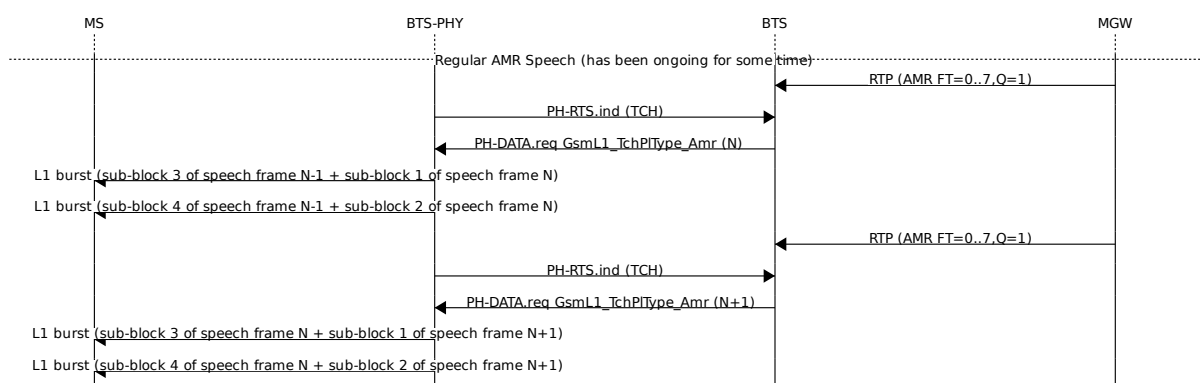 MS BTS-PHY BTS MGW
Regular AMR Speech (has been ongoing for some time)
RTP (AMR FT=0..7,Q=1)
PH-RTS.ind (TCH)
PH-DATA.req GsmL1_TchPlType_Amr (N)
L1 burst (sub-block 3 of speech frame N-1 + sub-block 1 of speech frame N)
L1 burst (sub-block 4 of speech frame N-1 + sub-block 2 of speech frame N)
RTP (AMR FT=0..7,Q=1)
PH-RTS.ind (TCH)
PH-DATA.req GsmL1_TchPlType_Amr (N+1)
L1 burst (sub-block 3 of speech frame N + sub-block 1 of speech frame N+1)
L1 burst (sub-block 4 of speech frame N + sub-block 2 of speech frame N+1)